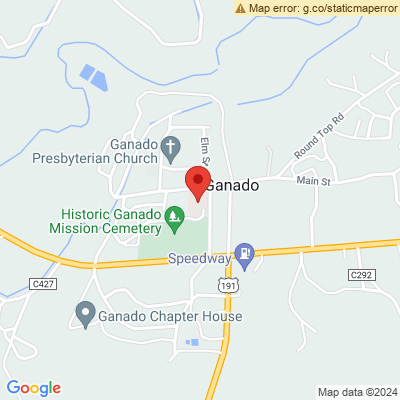 Map error: g.co/staticmaperror
Round Top Rd
Elm St
Ganado
Presbyterian Church
Main St
Ganado
Historic Ganado
Mission Cemetery
Speedway
C292
C427
191
Ganado Chapter House
Google
Map data ©2024